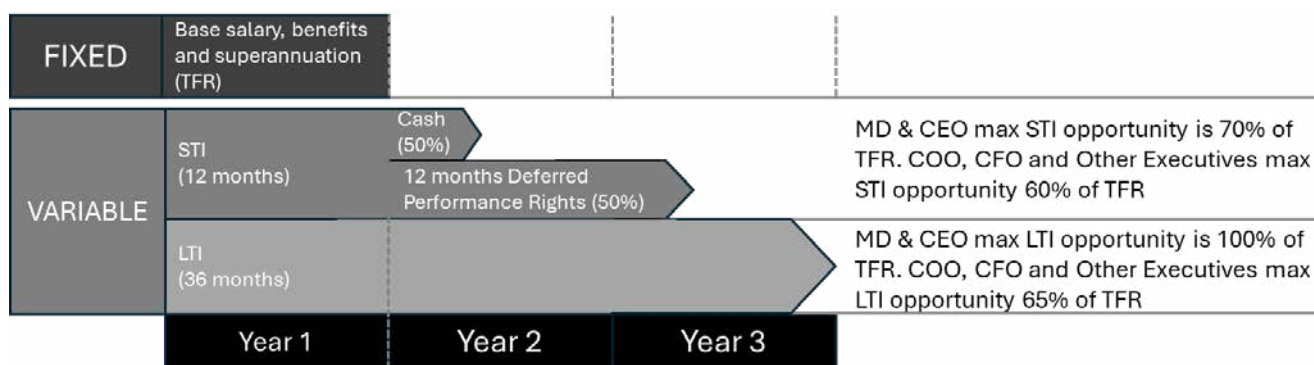 FIXED
Base salary, benefits
and superannuation
(TFR)
VARIABLE
STI
(12 months)
Cash
(50%)
12 months Deferred
Performance Rights (50%)
MD & CEO max STI opportunity is 70% of
TFR. COO, CFO and Other Executives max
STI opportunity 60% of TFR
LTI
(36 months)
MD & CEO max LTI opportunity is 100% of
TFR. COO, CFO and Other Executives max
LTI opportunity 65% of TFR
Year 1
Year 2
Year 3